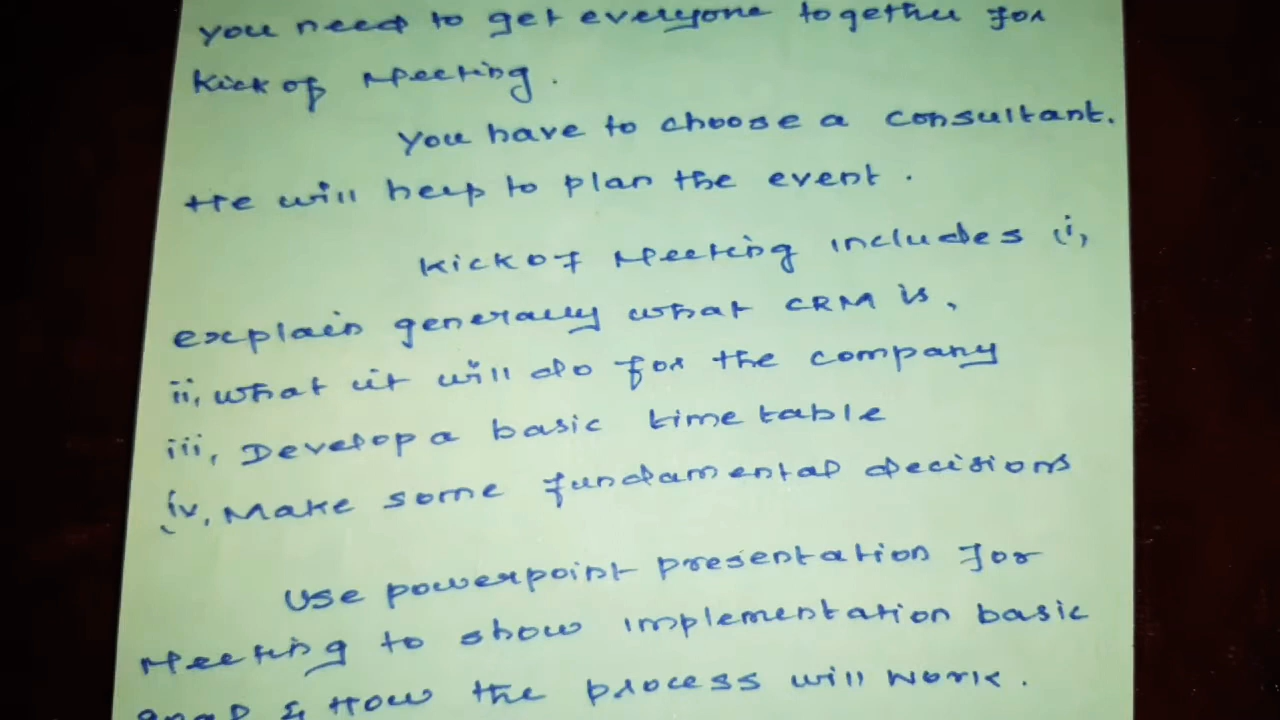 you need to get everyone together for
Kick of Meeting.
You have to choose a consultant.
He will help to plan the event.
Kick of Meeting includes i,
explain generally what CRM is,
ii, what it will do for the company
iii, Develop a basic time table
iv, Make some fundamental decisions
Use powerpoint presentation for
Meeting to show implementation basic
& How the process will work.